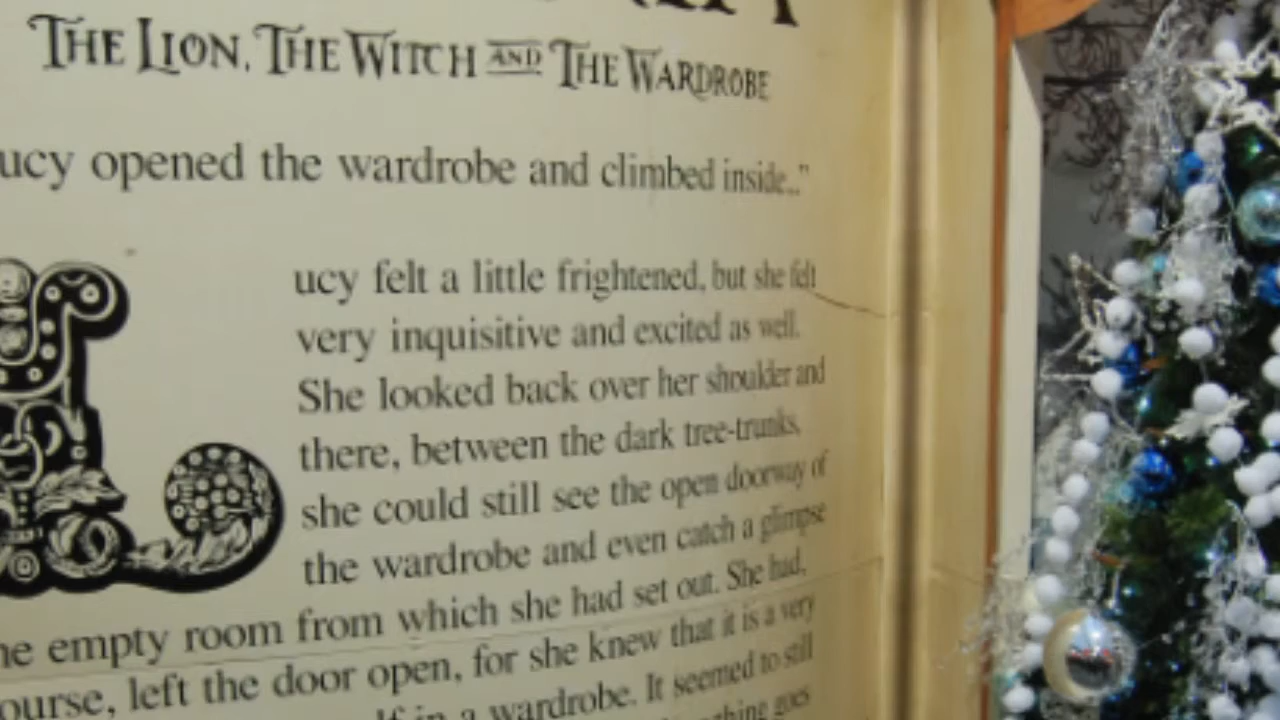 THE LION, THE WITCH AND THE WARDROBE
ucy opened the wardrobe and climbed inside.."
L
ucy felt a little frightened, but she felt
very inquisitive and excited as well.
She looked back over her shoulder and
there, between the dark tree-trunks,
she could still see the open doorway of
the wardrobe and even catch a glimpse
he empty room from which she had set out. She had,
ourse, left the door open, for she knew that it is a very
lf in a wardrobe. It seemed to still
thing goes